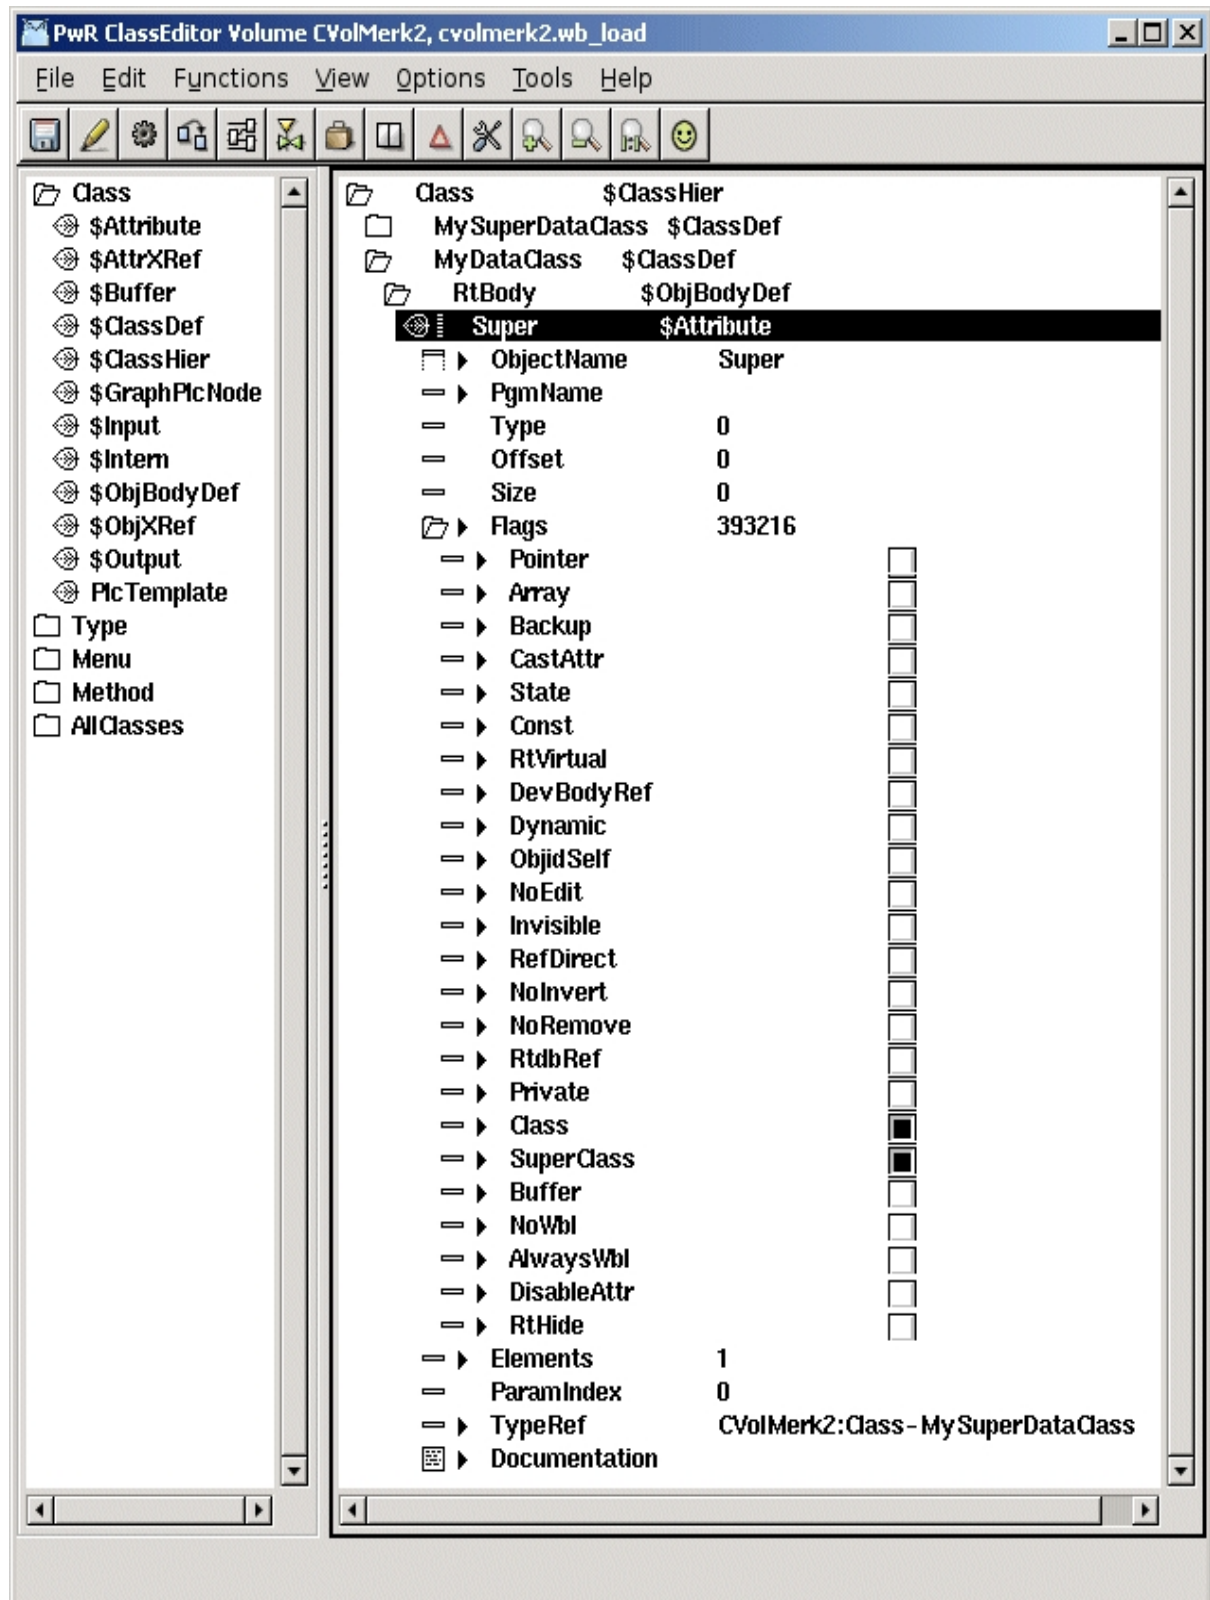 PwR ClassEditor Volume CVolMerk2, cvolmerk2.wb_load
File Edit Functions View Options Tools Help
Class
$Attribute
$AttrXRef
$Buffer
$ClassDef
$ClassHier
$GraphPlcNode
$Input
$Intern
$ObjBodyDef
$ObjXRef
$Output
PlcTemplate
Type
Menu
Method
AllClasses
Class $ClassHier
MySuperDataClass $ClassDef
MyDataClass $ClassDef
RtBody $ObjBodyDef
Super $Attribute
ObjectName Super
PgmName
Type 0
Offset 0
Size 0
Flags 393216
Pointer
Array
Backup
CastAttr
State
Const
RtVirtual
DevBodyRef
Dynamic
ObjidSelf
NoEdit
Invisible
RefDirect
NoInvert
NoRemove
RtdbRef
Private
Class
SuperClass
Buffer
NoWbl
AlwaysWbl
DisableAttr
RtHide
Elements 1
ParamIndex 0
TypeRef CVolMerk2:Class-MySuperDataClass
Documentation